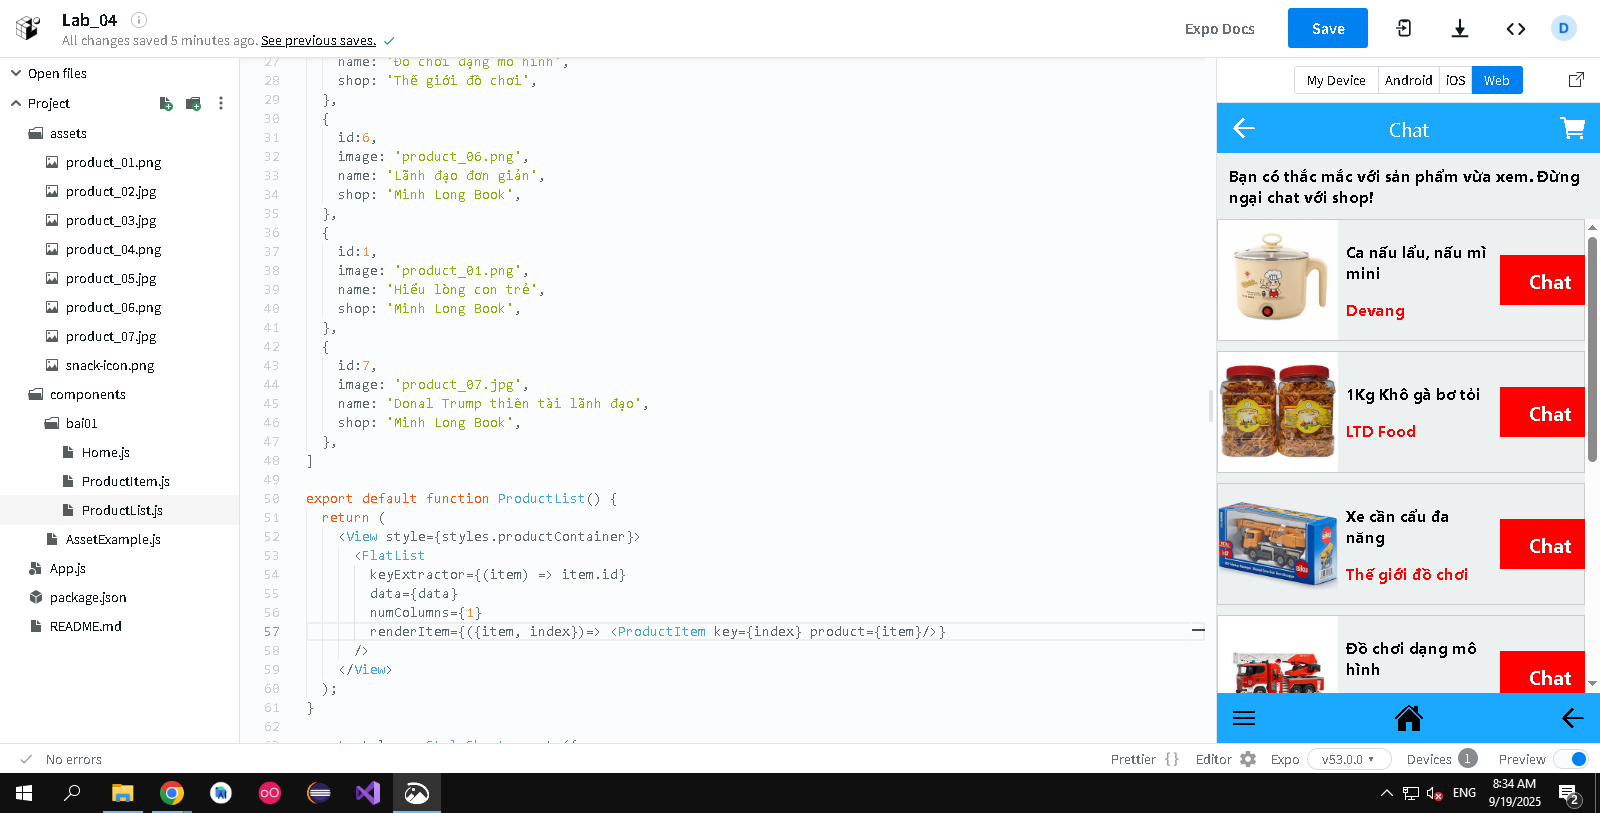 Lab_04
All changes saved 5 minutes ago. See previous saves.
Expo Docs
Save
D
Open files
Project
assets
product_01.png
product_02.jpg
product_03.jpg
product_04.png
product_05.jpg
product_06.png
product_07.jpg
snack-icon.png
components
bai01
Home.js
ProductItem.js
ProductList.js
AssetExample.js
App.js
package.json
README.md
27 name: 'Đồ chơi dạng mô hình',
28 shop: 'Thế giới đồ chơi',
29 },
30 {
31 id:6,
32 image: 'product_06.png',
33 name: 'Lãnh đạo đơn giản',
34 shop: 'Minh Long Book',
35 },
36 {
37 id:1,
38 image: 'product_01.png',
39 name: 'Hiểu lòng con trẻ',
40 shop: 'Minh Long Book',
41 },
42 {
43 id:7,
44 image: 'product_07.jpg',
45 name: 'Donal Trump thiên tài lãnh đạo',
46 shop: 'Minh Long Book',
47 },
48 ]
49
50 export default function ProductList() {
51 return (
52 <View style={styles.productContainer}>
53 <FlatList
54 keyExtractor={(item) => item.id}
55 data={data}
56 numColumns={1}
57 renderItem={({item, index})=> <ProductItem key={index} product={item}/>}
58 />
59 </View>
60 );
61 }
62
My Device
Android
iOS
Web
Chat
Bạn có thắc mắc với sản phẩm vừa xem. Đừng
ngại chat với shop!
Ca nấu lẩu, nấu mì
mini
Devang
Chat
1Kg Khô gà bơ tỏi
LTD Food
Chat
Xe cần cẩu đa
năng
Thế giới đồ chơi
Chat
siku
Đồ chơi dạng mô
hình
Chat
No errors
Prettier { }
Editor
Expo
v53.0.0
Devices 1
Preview
ENG
8:34 AM
9/19/2025
2